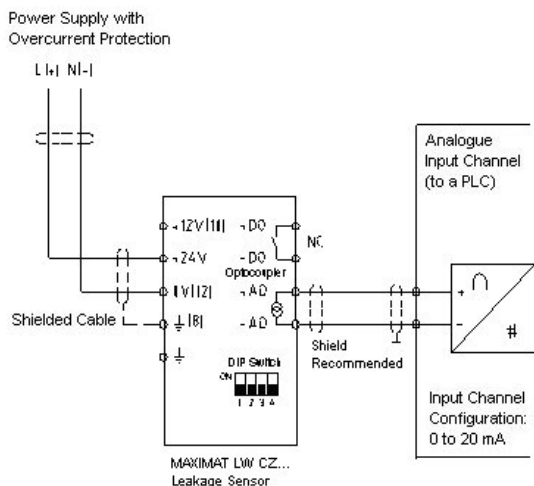 Power Supply with
Overcurrent Protection
L(+) N(-)
+12V(11) +DO
+24V -DO
NC
Optocoupler
+AO
-AO
Shielded Cable
Shield
Recommended
DIP Switch
ON
1 2 3 4
MAXIMAT LW CZ...
Leakage Sensor
Analogue
Input Channel
(to a PLC)
+
-
#
Input Channel
Configuration:
0 to 20 mA